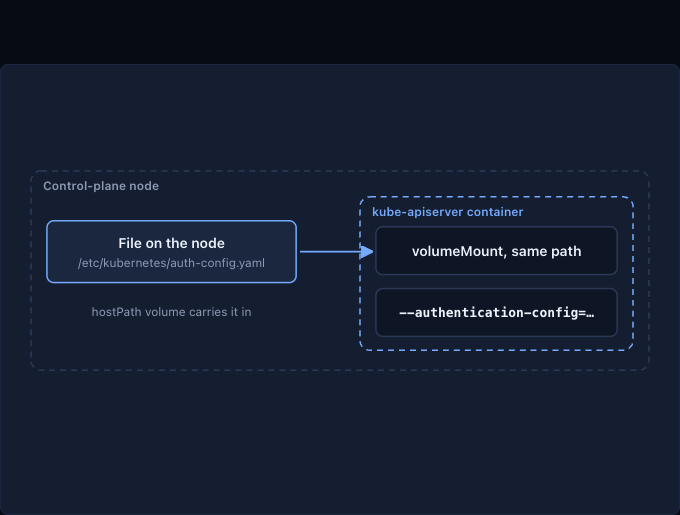 Control-plane node
File on the node
/etc/kubernetes/auth-config.yaml
hostPath volume carries it in
kube-apiserver container
volumeMount, same path
--authentication-config=…